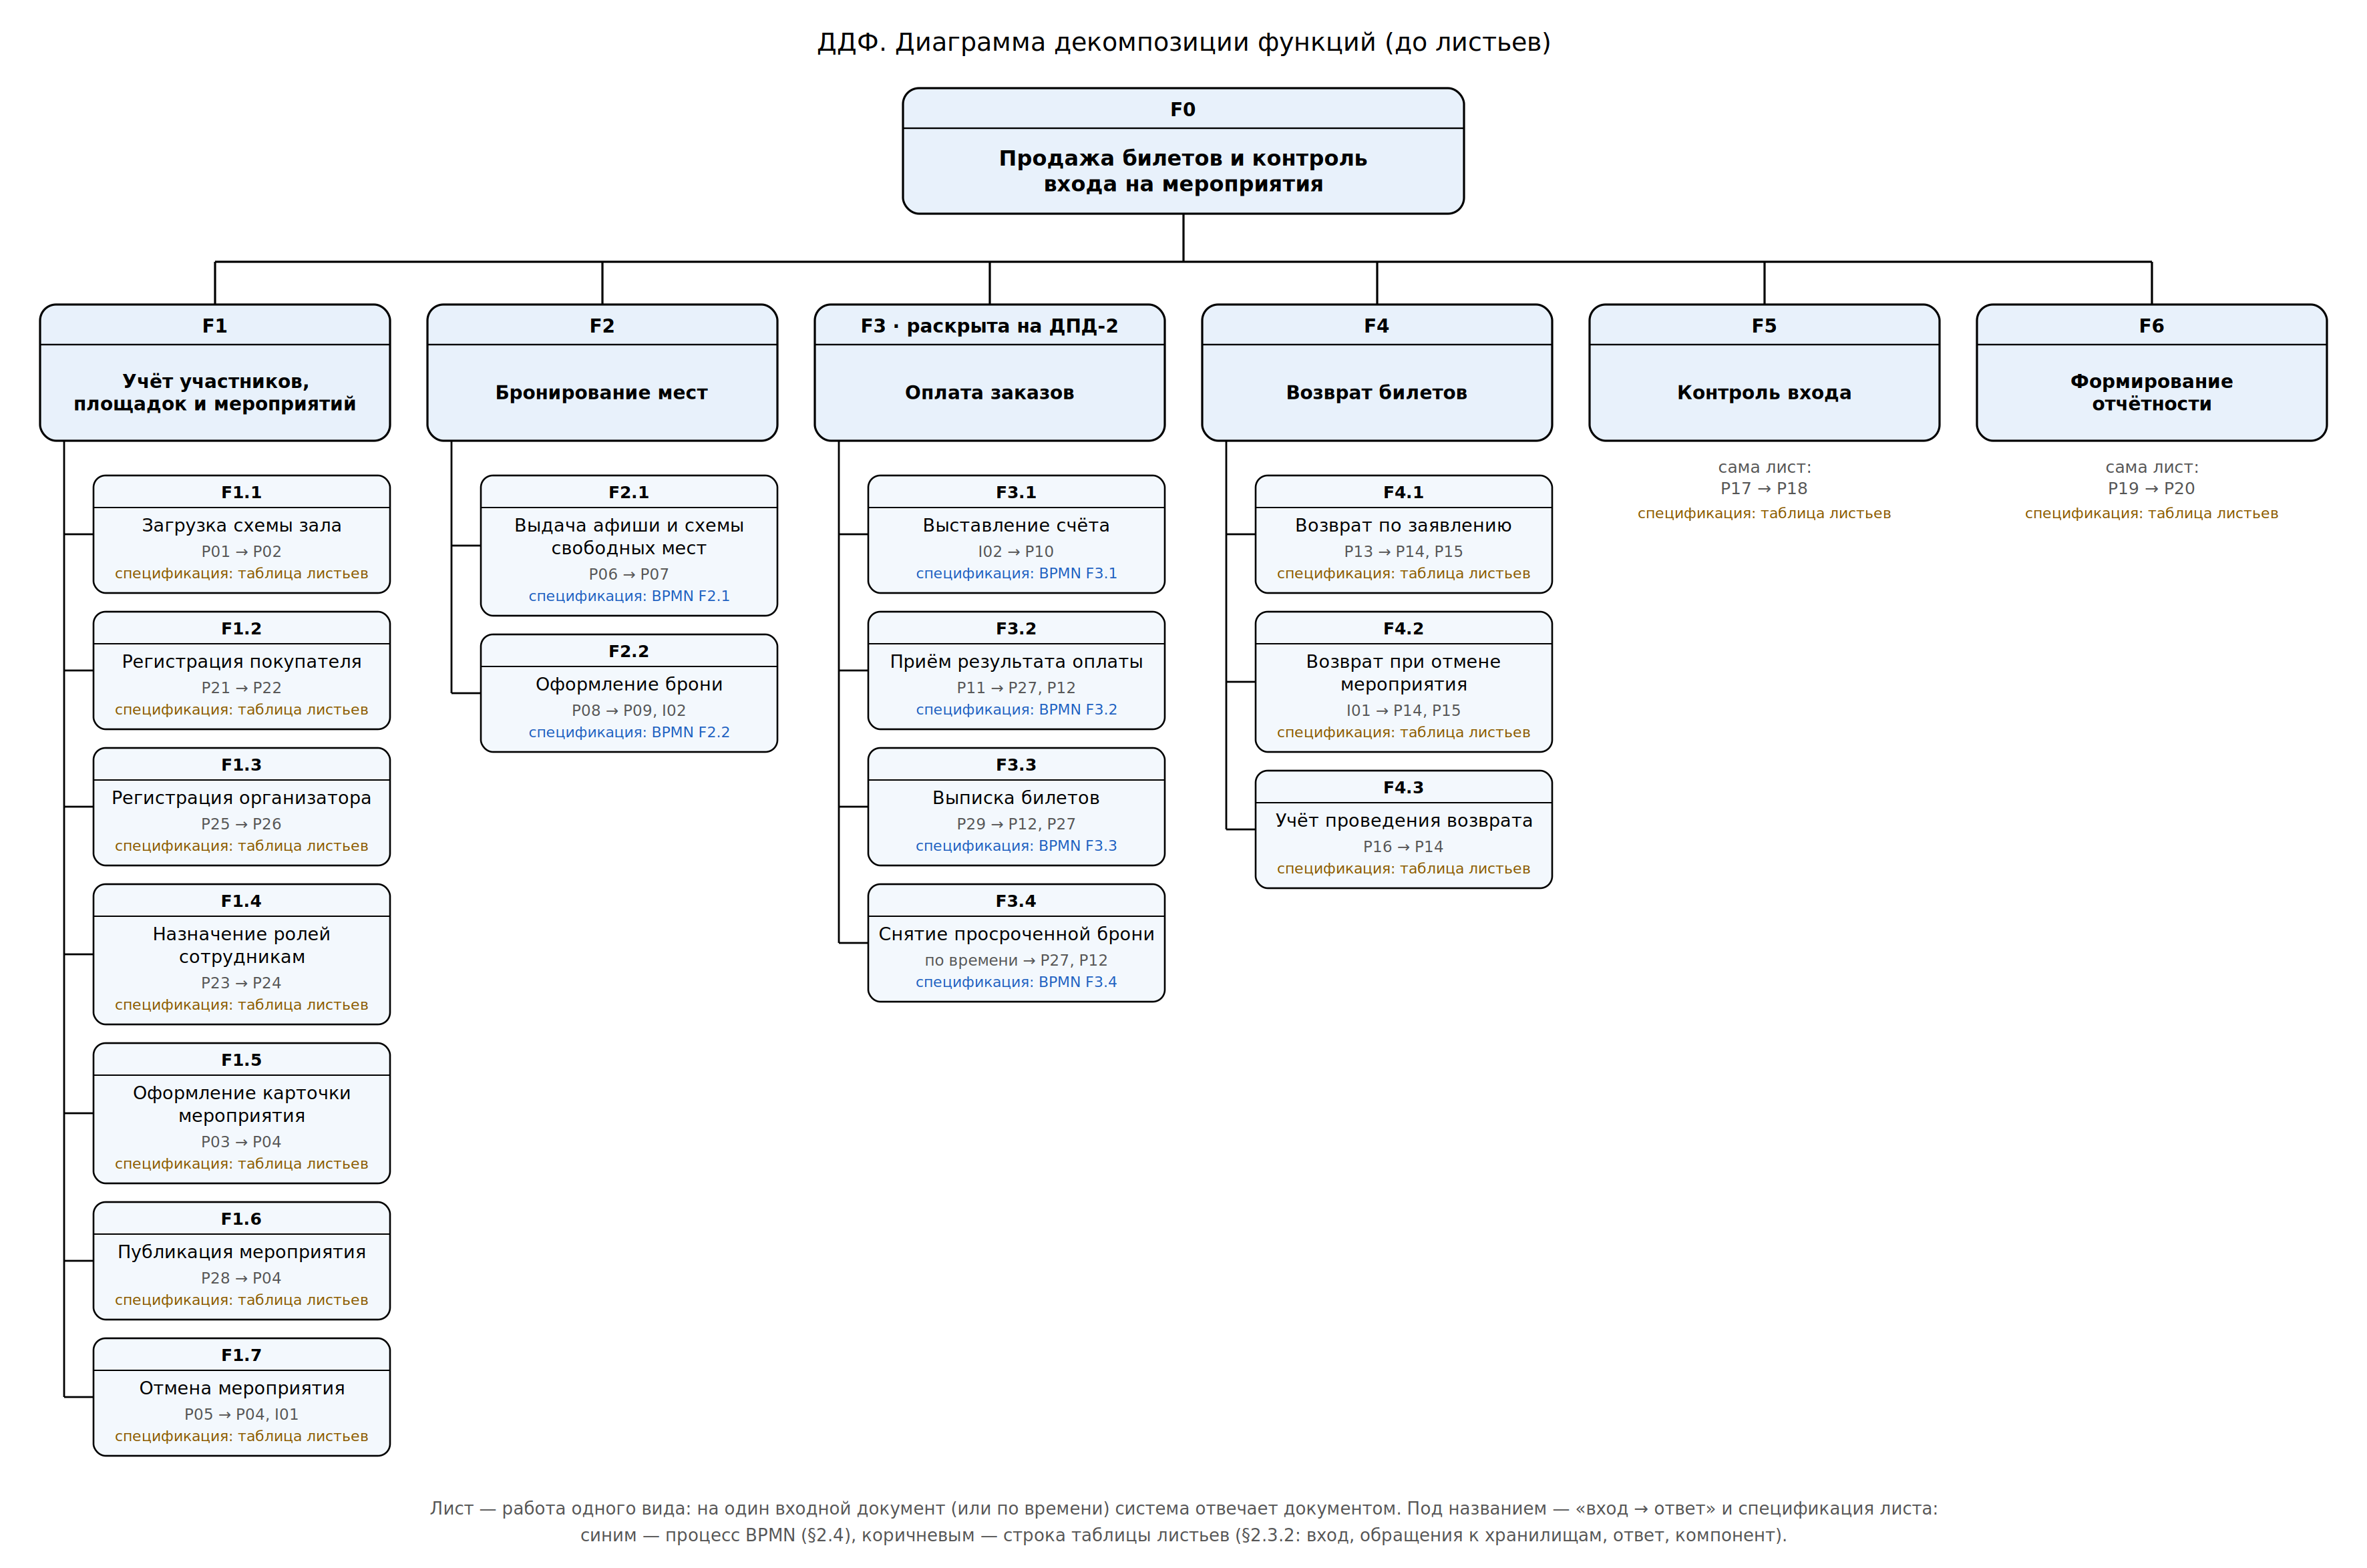 ДДФ. Диаграмма декомпозиции функций (до листьев)
F0
Продажа билетов и контроль
входа на мероприятия
F1
Учёт участников,
площадок и мероприятий
F2
Бронирование мест
F3 · раскрыта на ДПД-2
Оплата заказов
F4
Возврат билетов
F5
Контроль входа
F6
Формирование
отчётности
F1.1
Загрузка схемы зала
P01 → P02
спецификация: таблица листьев
F1.2
Регистрация покупателя
P21 → P22
спецификация: таблица листьев
F1.3
Регистрация организатора
P25 → P26
спецификация: таблица листьев
F1.4
Назначение ролей
сотрудникам
P23 → P24
спецификация: таблица листьев
F1.5
Оформление карточки
мероприятия
P03 → P04
спецификация: таблица листьев
F1.6
Публикация мероприятия
P28 → P04
спецификация: таблица листьев
F1.7
Отмена мероприятия
P05 → P04, I01
спецификация: таблица листьев
F2.1
Выдача афиши и схемы
свободных мест
P06 → P07
спецификация: BPMN F2.1
F2.2
Оформление брони
P08 → P09, I02
спецификация: BPMN F2.2
F3.1
Выставление счёта
I02 → P10
спецификация: BPMN F3.1
F3.2
Приём результата оплаты
P11 → P27, P12
спецификация: BPMN F3.2
F3.3
Выписка билетов
P29 → P12, P27
спецификация: BPMN F3.3
F3.4
Снятие просроченной брони
по времени → P27, P12
спецификация: BPMN F3.4
F4.1
Возврат по заявлению
P13 → P14, P15
спецификация: таблица листьев
F4.2
Возврат при отмене
мероприятия
I01 → P14, P15
спецификация: таблица листьев
F4.3
Учёт проведения возврата
P16 → P14
спецификация: таблица листьев
сама лист:
P17 → P18
спецификация: таблица листьев
сама лист:
P19 → P20
спецификация: таблица листьев
Лист — работа одного вида: на один входной документ (или по времени) система отвечает документом. Под названием — «вход → ответ» и спецификация листа:
синим — процесс BPMN (§2.4), коричневым — строка таблицы листьев (§2.3.2: вход, обращения к хранилищам, ответ, компонент).